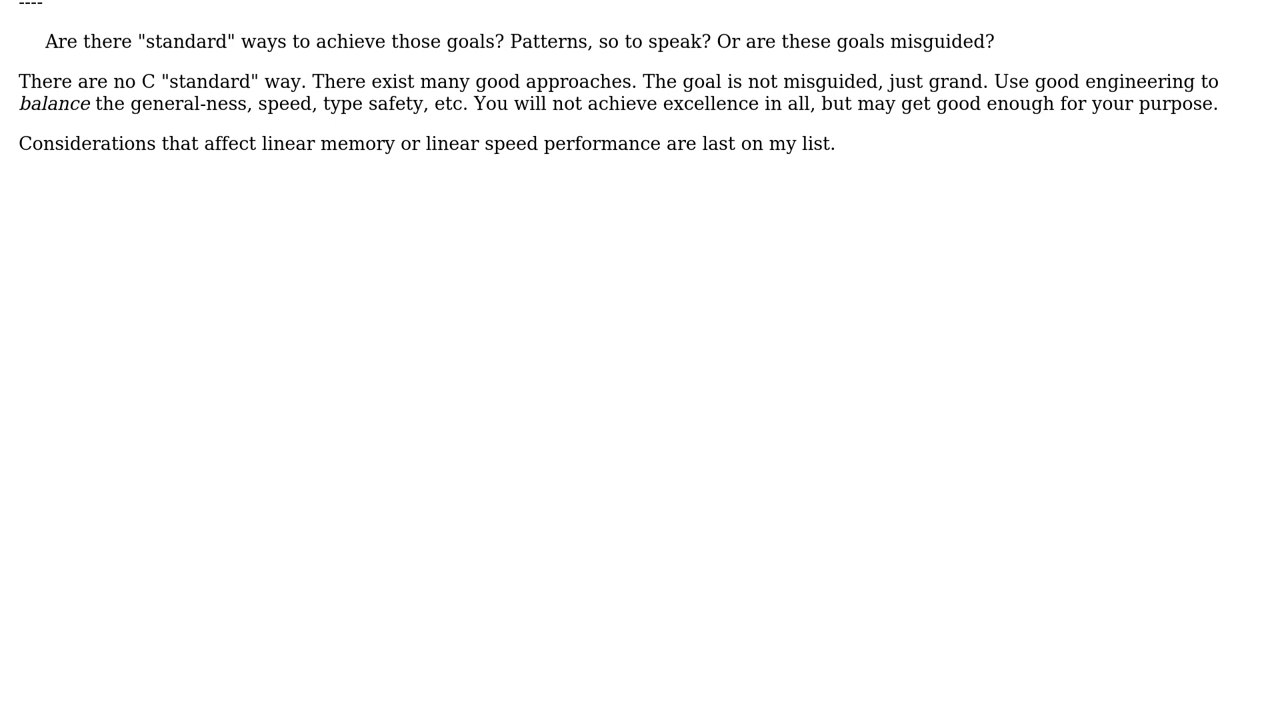 ----
Are there "standard" ways to achieve those goals? Patterns, so to speak? Or are these goals misguided?
There are no C "standard" way. There exist many good approaches. The goal is not misguided, just grand. Use good engineering to
balance the general-ness, speed, type safety, etc. You will not achieve excellence in all, but may get good enough for your purpose.
Considerations that affect linear memory or linear speed performance are last on my list.